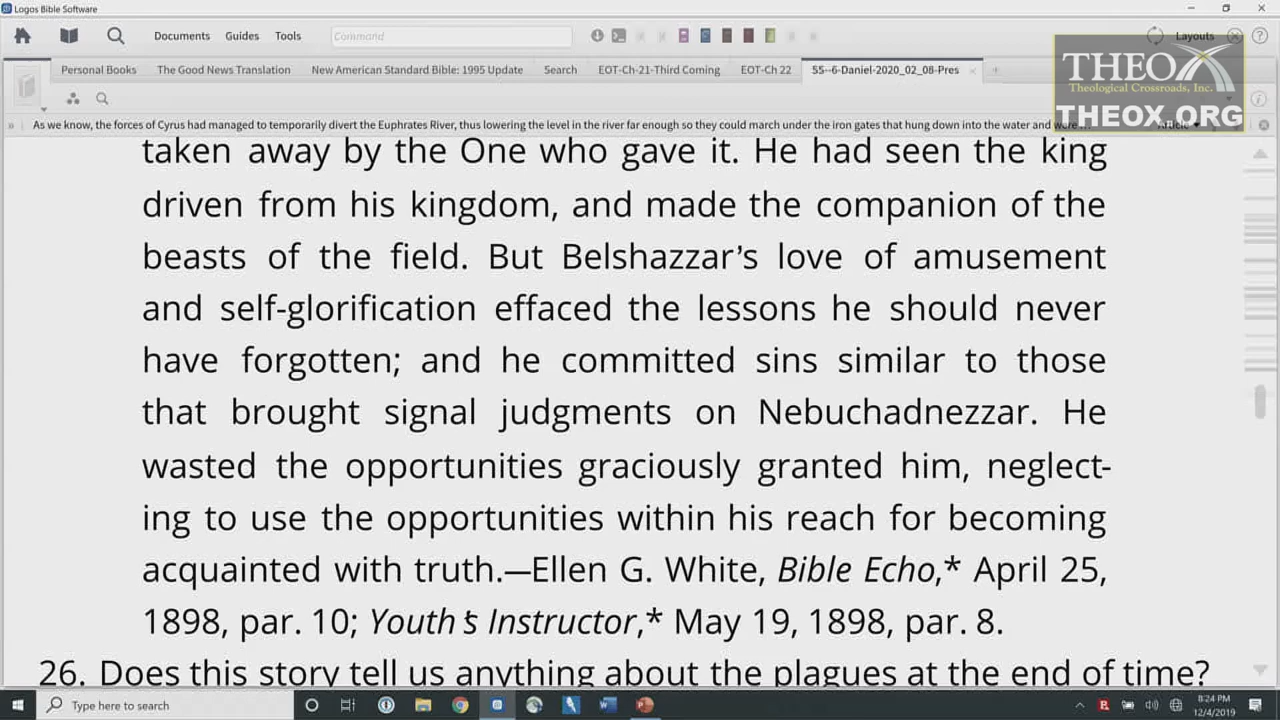 Logos Bible Software
Documents Guides Tools Command Layouts
Personal Books The Good News Translation New American Standard Bible: 1995 Update Search EOT-Ch-21-Third Coming EOT-Ch 22 SS--6-Daniel-2020_02_08-Pres
THEOX
Theological Crossroads, Inc.
THEOX.ORG
As we know, the forces of Cyrus had managed to temporarily divert the Euphrates River, thus lowering the level in the river far enough so they could march under the iron gates that hung down into the water and were ... Article
taken away by the One who gave it. He had seen the king
driven from his kingdom, and made the companion of the
beasts of the field. But Belshazzar’s love of amusement
and self-glorification effaced the lessons he should never
have forgotten; and he committed sins similar to those
that brought signal judgments on Nebuchadnezzar. He
wasted the opportunities graciously granted him, neglect-
ing to use the opportunities within his reach for becoming
acquainted with truth.—Ellen G. White, Bible Echo,* April 25,
1898, par. 10; Youth’s Instructor,* May 19, 1898, par. 8.
26. Does this story tell us anything about the plagues at the end of time?
Type here to search
8:24 PM
12/4/2019